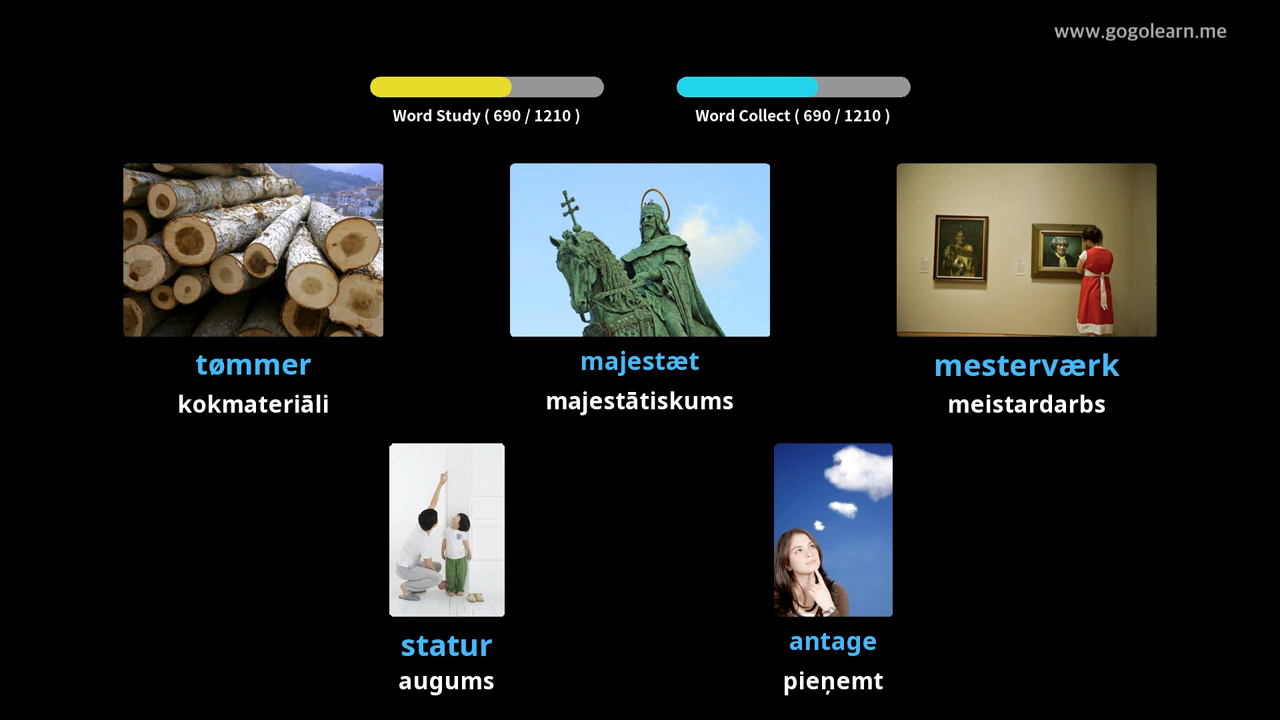 www.gogolearn.me
Word Study ( 690 / 1210 )
Word Collect ( 690 / 1210 )
tømmer
kokmateriāli
majestæt
majestātiskums
mesterværk
meistardarbs
statur
augums
antage
pieņemt